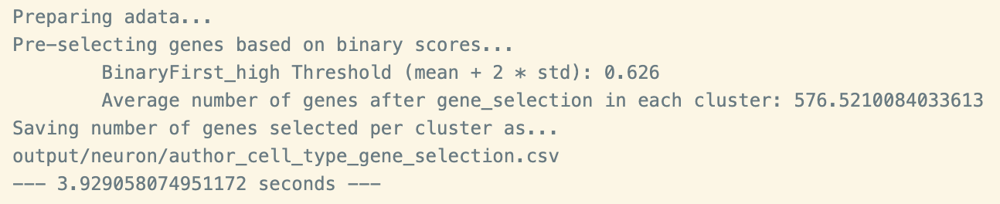 Preparing adata...
Pre-selecting genes based on binary scores...
        BinaryFirst_high Threshold (mean + 2 * std): 0.626
        Average number of genes after gene_selection in each cluster: 576.5210084033613
Saving number of genes selected per cluster as...
output/neuron/author_cell_type_gene_selection.csv
--- 3.929058074951172 seconds ---